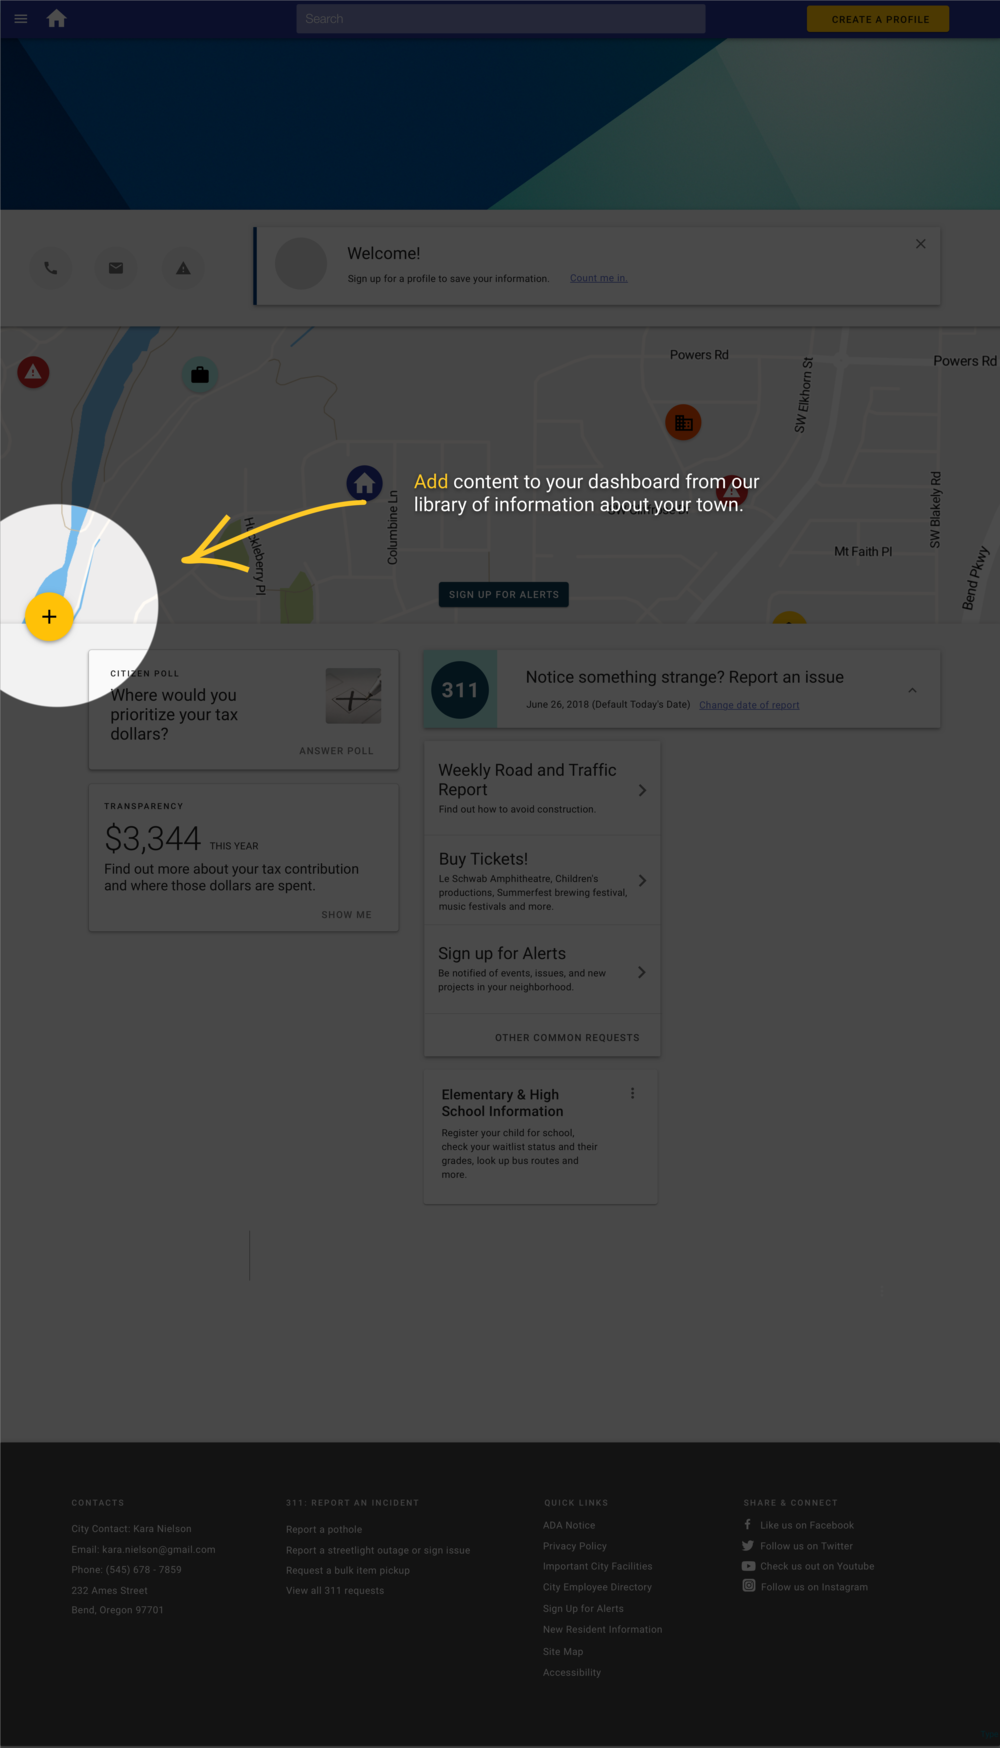 Search
CREATE A PROFILE
Welcome!
Sign up for a profile to save your information. Count me in.
Powers Rd
Powers Rd
SW Elkhorn St
Add content to your dashboard from our
library of information about your town.
Columbine Ln
Huckleberry Pl
SW Blakely Rd
Mt Faith Pl
Bend Pkwy
SIGN UP FOR ALERTS
CITIZEN POLL
Where would you
prioritize your tax
dollars?
ANSWER POLL
311
Notice something strange? Report an issue
June 26, 2018 (Default Today's Date) Change date of report
TRANSPARENCY
$3,344 THIS YEAR
Find out more about your tax contribution
and where those dollars are spent.
SHOW ME
Weekly Road and Traffic
Report
Find out how to avoid construction.
Buy Tickets!
Le Schwab Amphitheatre, Children's
productions, Summerfest brewing festival,
music festivals and more.
Sign up for Alerts
Be notified of events, issues, and new
projects in your neighborhood.
OTHER COMMON REQUESTS
Elementary & High
School Information
Register your child for school,
check your waitlist status and their
grades, look up bus routes and
more.
CONTACTS
City Contact: Kara Nielson
Email: kara.nielson@gmail.com
Phone: (545) 678 - 7859
232 Ames Street
Bend, Oregon 97701
311: REPORT AN INCIDENT
Report a pothole
Report a streetlight outage or sign issue
Request a bulk item pickup
View all 311 requests
QUICK LINKS
ADA Notice
Privacy Policy
Important City Facilities
City Employee Directory
Sign Up for Alerts
New Resident Information
Site Map
Accessibility
SHARE & CONNECT
Like us on Facebook
Follow us on Twitter
Check us out on Youtube
Follow us on Instagram